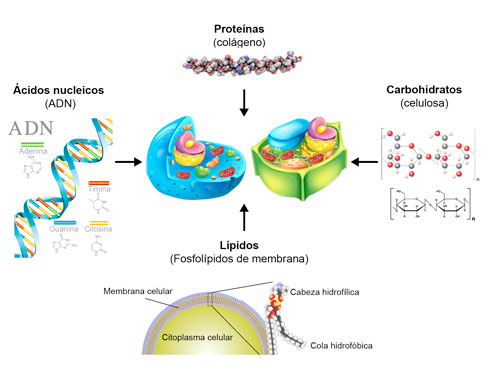 Proteínas
(colágeno)
Ácidos nucleicos
(ADN)
Carbohidratos
(celulosa)
ADN
Adenina
Timina
Guanina
Citosina
n
n
Lípidos
(Fosfolípidos de membrana)
Membrana celular
Cabeza hidrofílica
Citoplasma celular
Cola hidrofóbica